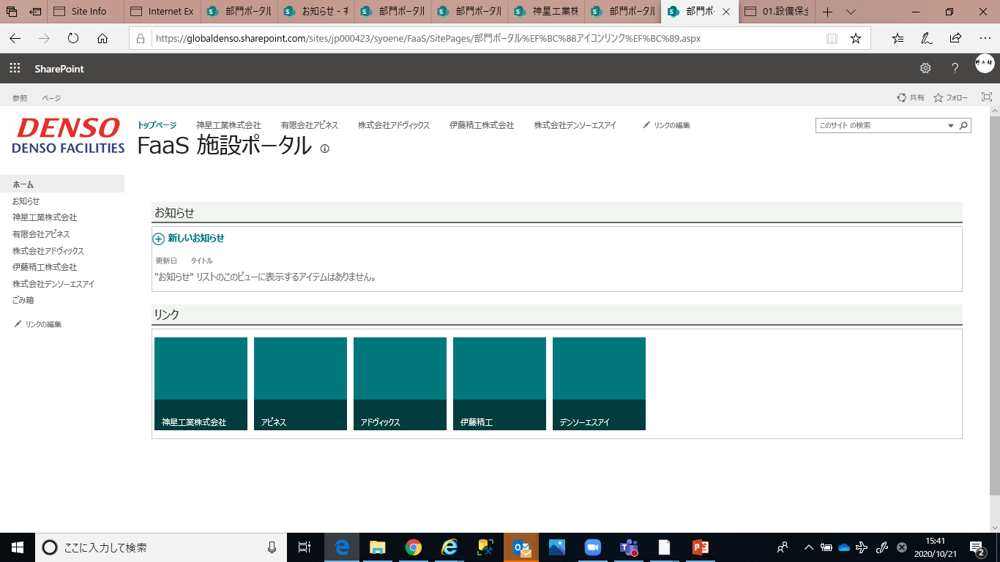 Site Info
Internet Ex
部門ポータル
お知らせ - 有
部門ポータル
部門ポータル
神星工業株
部門ポータル
部門ポ-
01.設備保全
https://globaldenso.sharepoint.com/sites/jp000423/syoene/FaaS/SitePages/部門ポータル%EF%BC%88アイコンリンク%EF%BC%89.aspx
SharePoint
参照 ページ
共有 フォロー
DENSO
DENSO FACILITIES
トップページ 神星工業株式会社 有限会社アピネス 株式会社アドヴィックス 伊藤精工株式会社 株式会社デンソーエスアイ リンクの編集
このサイト の検索
FaaS 施設ポータル
ホーム
お知らせ
神星工業株式会社
有限会社アピネス
株式会社アドヴィックス
伊藤精工株式会社
株式会社デンソーエスアイ
ごみ箱
リンクの編集
お知らせ
新しいお知らせ
更新日 タイトル
"お知らせ" リストのこのビューに表示するアイテムはありません。
リンク
神星工業株式会社
アピネス
アドヴィックス
伊藤精工
デンソーエスアイ
ここに入力して検索
15:41
2020/10/21
2